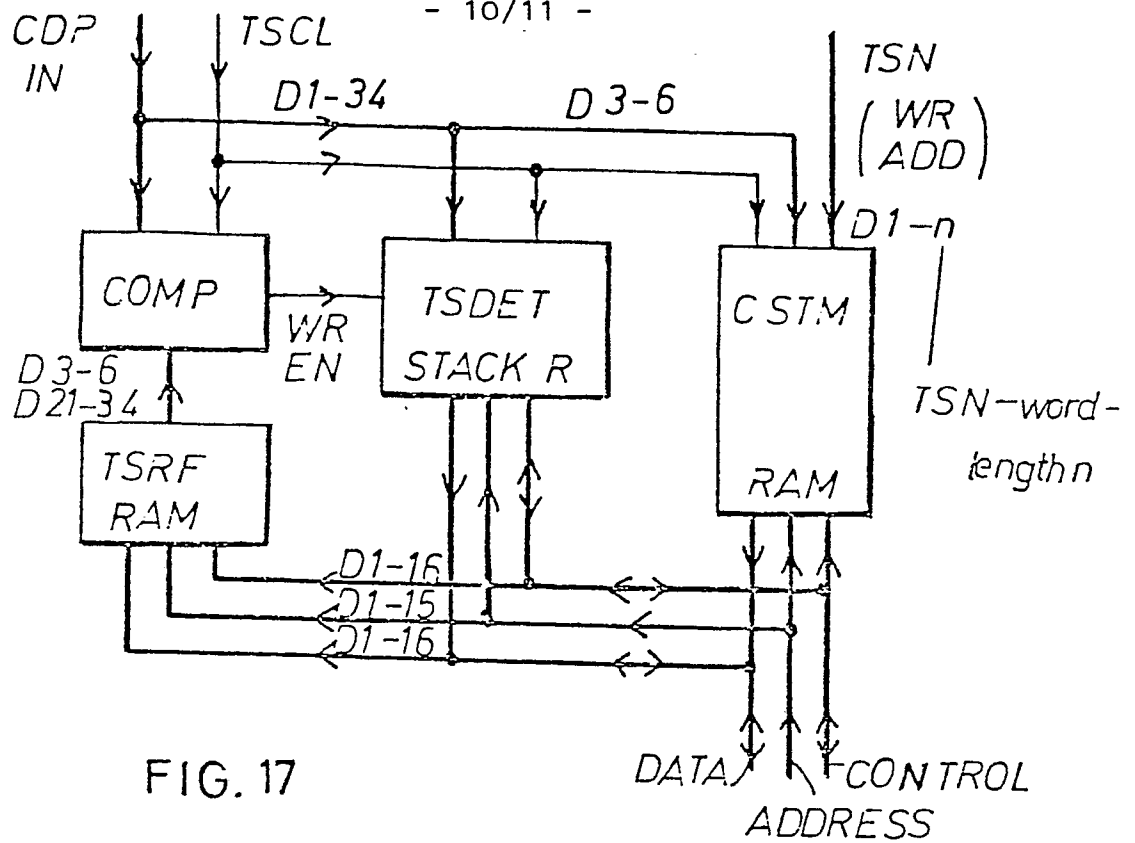 - 10/11 -
CDP
IN
TSCL
D1-34
D 3-6
TSN
( WR
ADD )
D1-n
COMP
WR
EN
TSDET
STACK R
CSTM
RAM
D3-6
D21-34
TSRF
RAM
TSN-word-
length n
D1-16
D1-15
D1-16
FIG. 17
DATA
CONTROL
ADDRESS